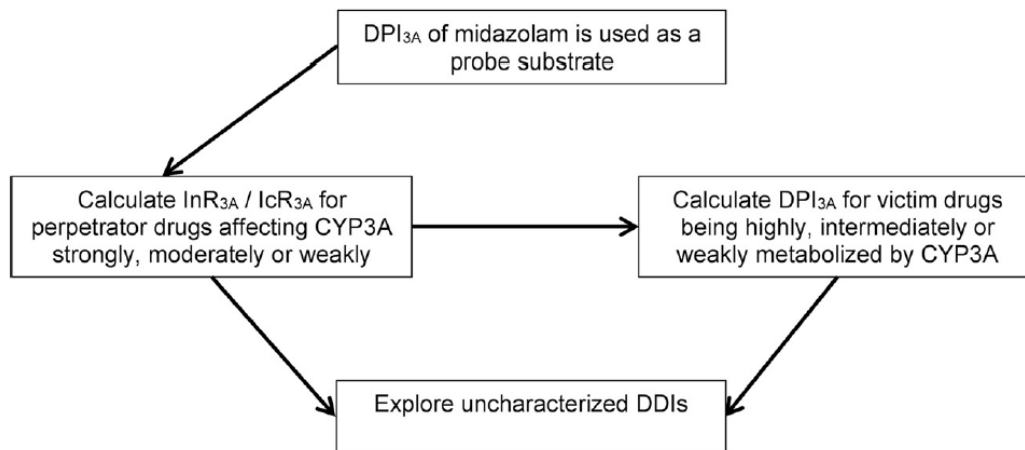 DPI3A of midazolam is used as a
probe substrate
Calculate InR3A / IcR3A for
perpetrator drugs affecting CYP3A
strongly, moderately or weakly
Calculate DPI3A for victim drugs
being highly, intermediately or
weakly metabolized by CYP3A
Explore uncharacterized DDIs